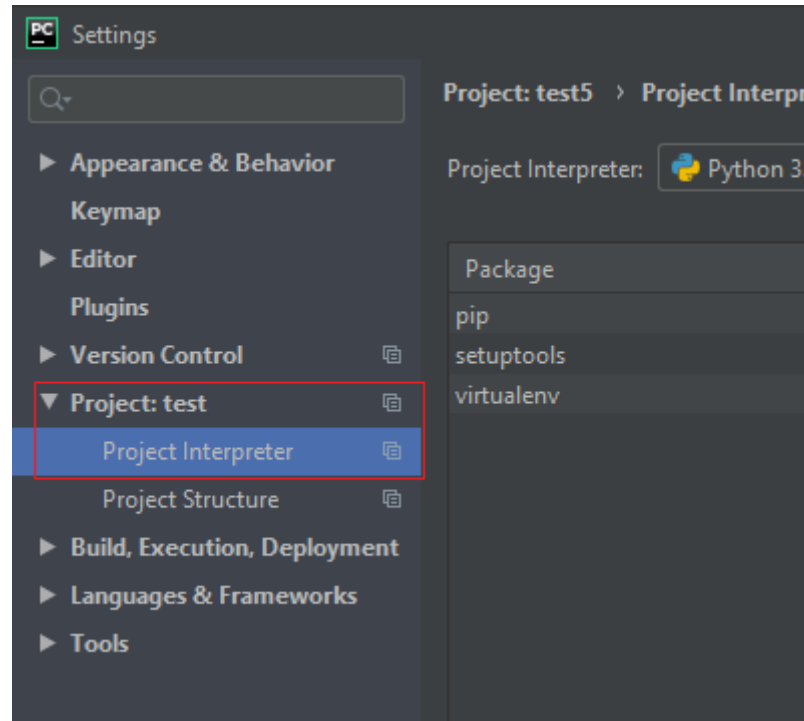 PC Settings
Project: test5 › Project Interpr
Appearance & Behavior
Project Interpreter: Python 3.
Keymap
Editor
Package
Plugins
pip
setuptools
Version Control
virtualenv
Project: test
Project Interpreter
Project Structure
Build, Execution, Deployment
Languages & Frameworks
Tools